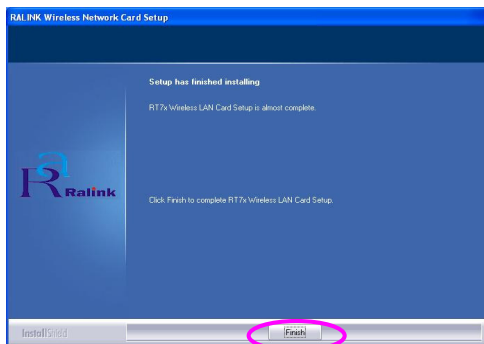 RALINK Wireless Network Card Setup
Setup has finished installing
RT7x Wireless LAN Card Setup is almost complete.
Ralink
Click Finish to complete RT7x Wireless LAN Card Setup.
InstallShield
Finish